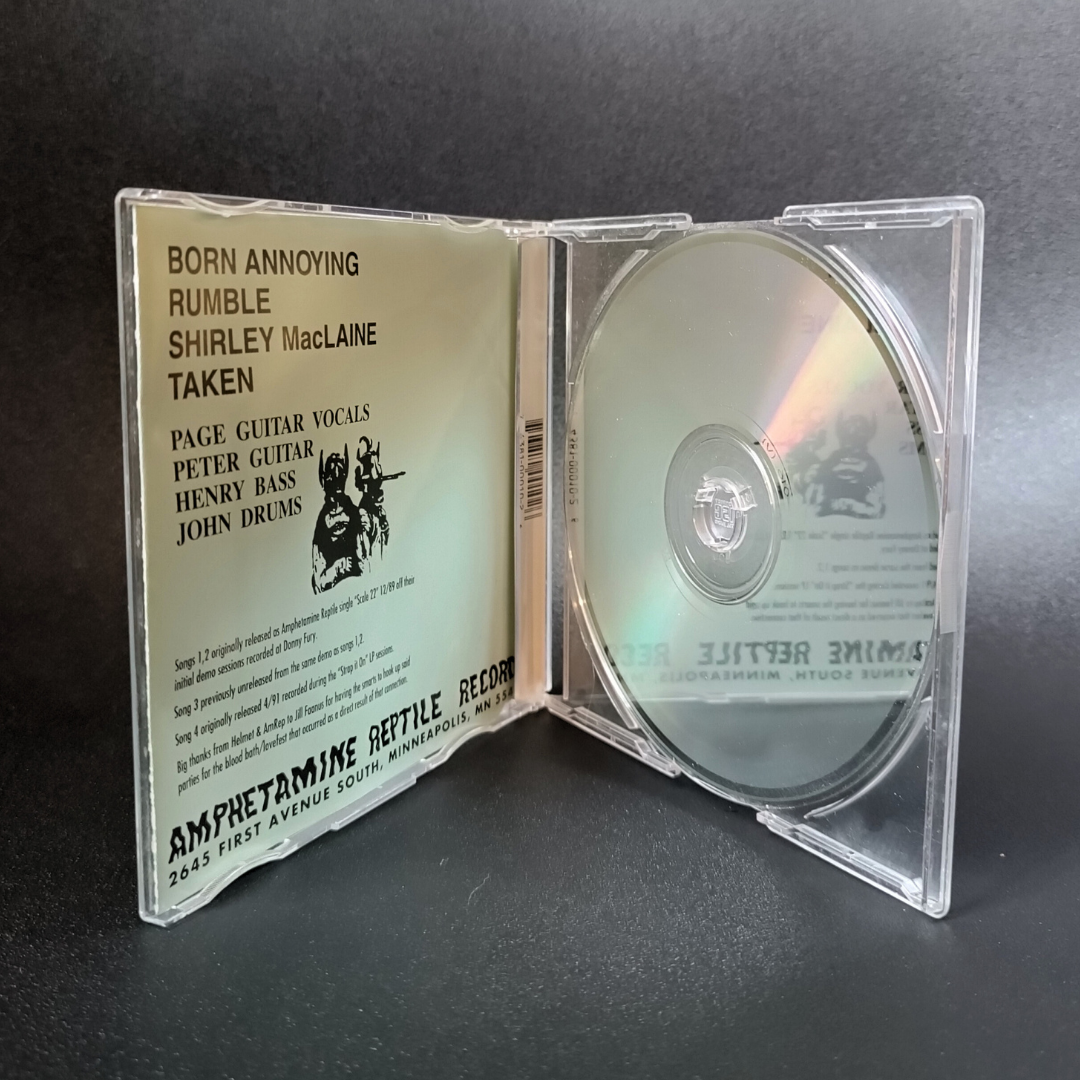 BORN ANNOYING
RUMBLE
SHIRLEY MacLAINE
TAKEN
PAGE GUITAR VOCALS
PETER GUITAR
HENRY BASS
JOHN DRUMS
Songs 1,2 originally released as Amphetamine Reptile single "Scale 22" 12/89 off their
initial demo sessions recorded at Donny Fury.
Song 3 previously unreleased from the same demo as songs 1,2.
Song 4 originally released 4/91 recorded during the "Strap it On" LP sessions.
Big thanks from Helmet & AmRep to Jill Faanus for having the smarts to hook up said
parties for the blood bath/lovefest that occurred as a direct result of that connection.
AMPHETAMINE REPTILE RECORD
2645 FIRST AVENUE SOUTH, MINNEAPOLIS, MN 554